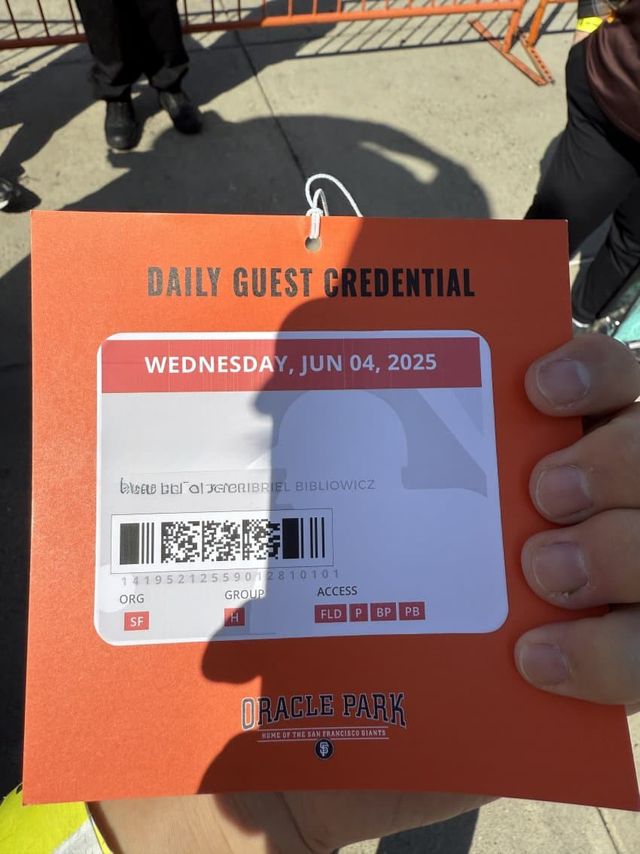 DAILY GUEST CREDENTIAL
WEDNESDAY, JUN 04, 2025
BIBLIOWICZ
14195212559012810101
ORG
GROUP
ACCESS
SF
H
FLD P BP PB
ORACLE PARK
HOME OF THE SAN FRANCISCO GIANTS
SF